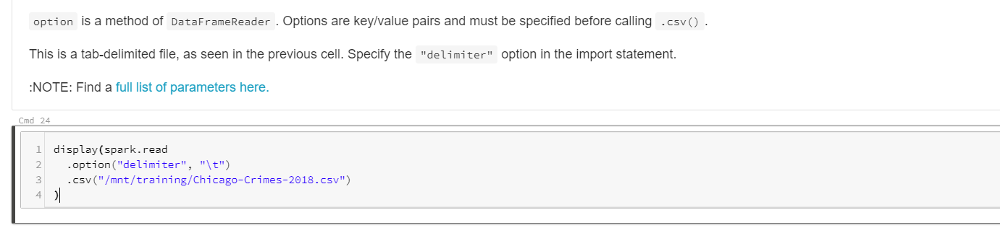 option is a method of DataFrameReader . Options are key/value pairs and must be specified before calling .csv() .
This is a tab-delimited file, as seen in the previous cell. Specify the "delimiter" option in the import statement.
:NOTE: Find a full list of parameters here.
Cmd 24
1 display(spark.read
2   .option("delimiter", "\t")
3   .csv("/mnt/training/Chicago-Crimes-2018.csv")
4 )